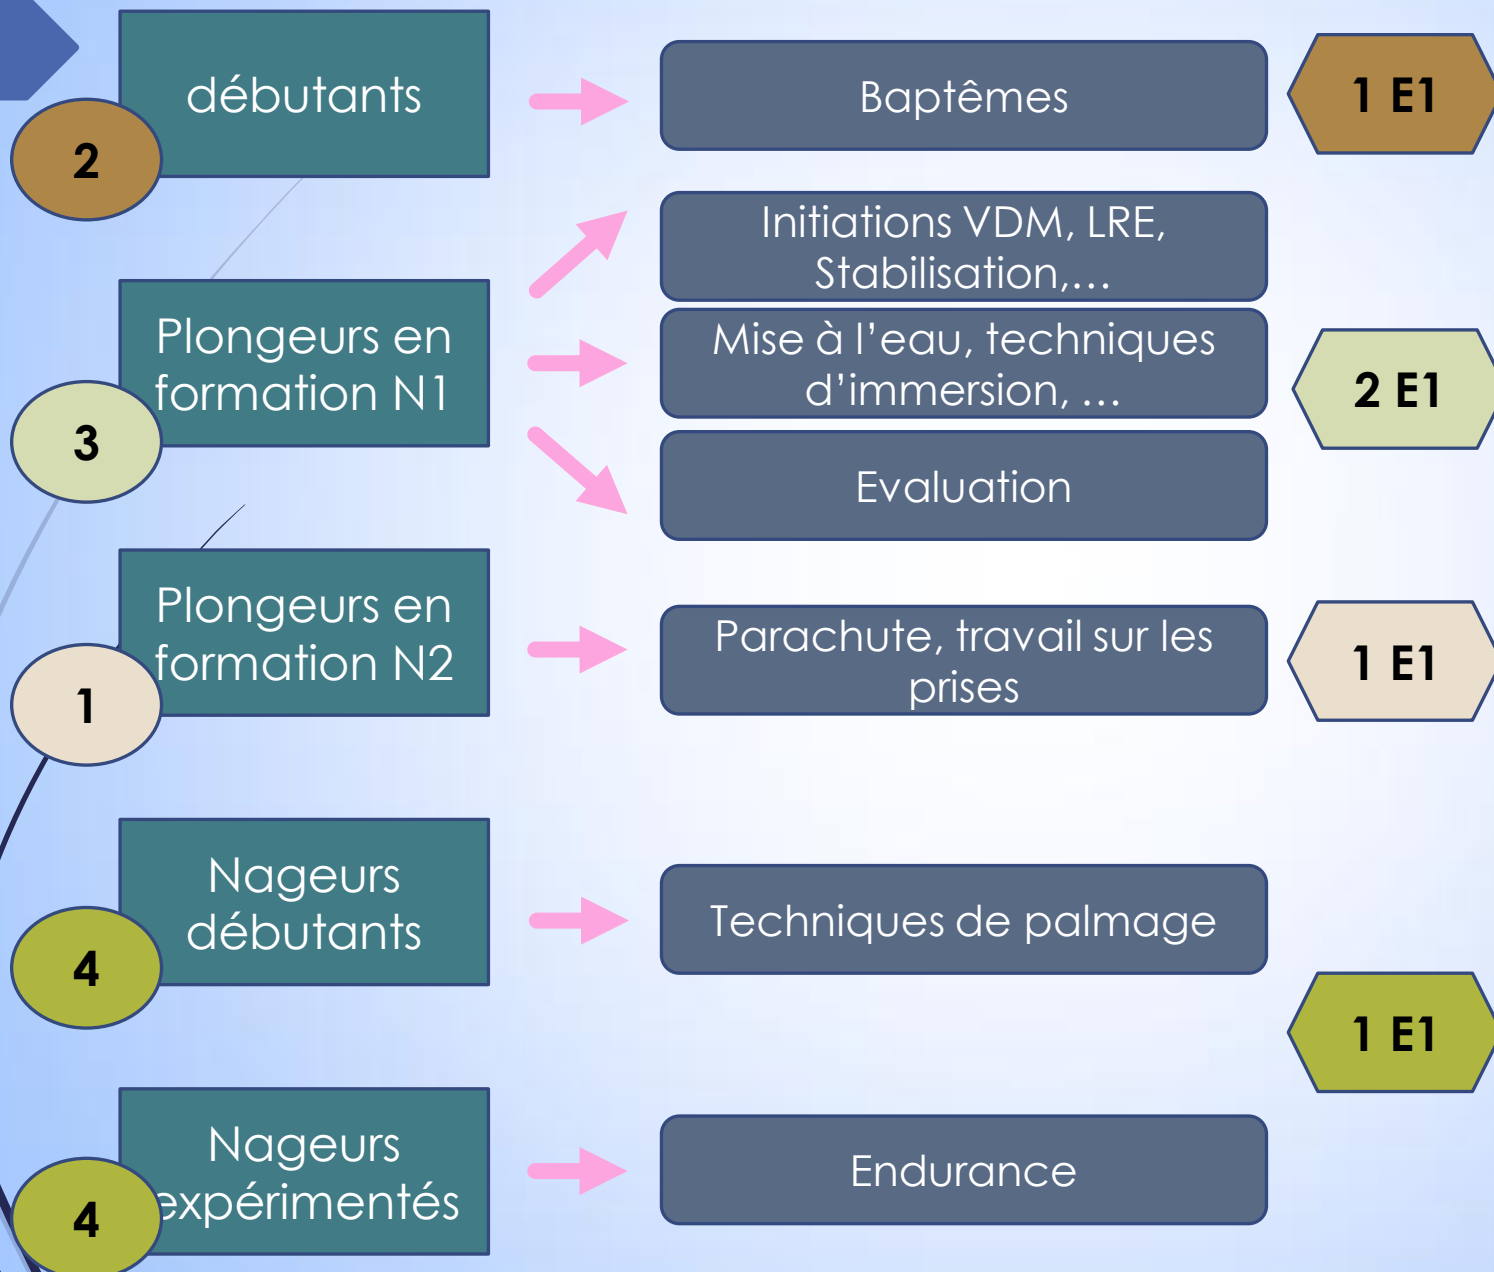 débutants
2
Baptêmes
1 E1
Initiations VDM, LRE,
Stabilisation,…
Plongeurs en
formation N1
3
Mise à l’eau, techniques
d’immersion, …
2 E1
Evaluation
Plongeurs en
formation N2
1
Parachute, travail sur les
prises
1 E1
Nageurs
débutants
4
Techniques de palmage
1 E1
Nageurs
expérimentés
4
Endurance